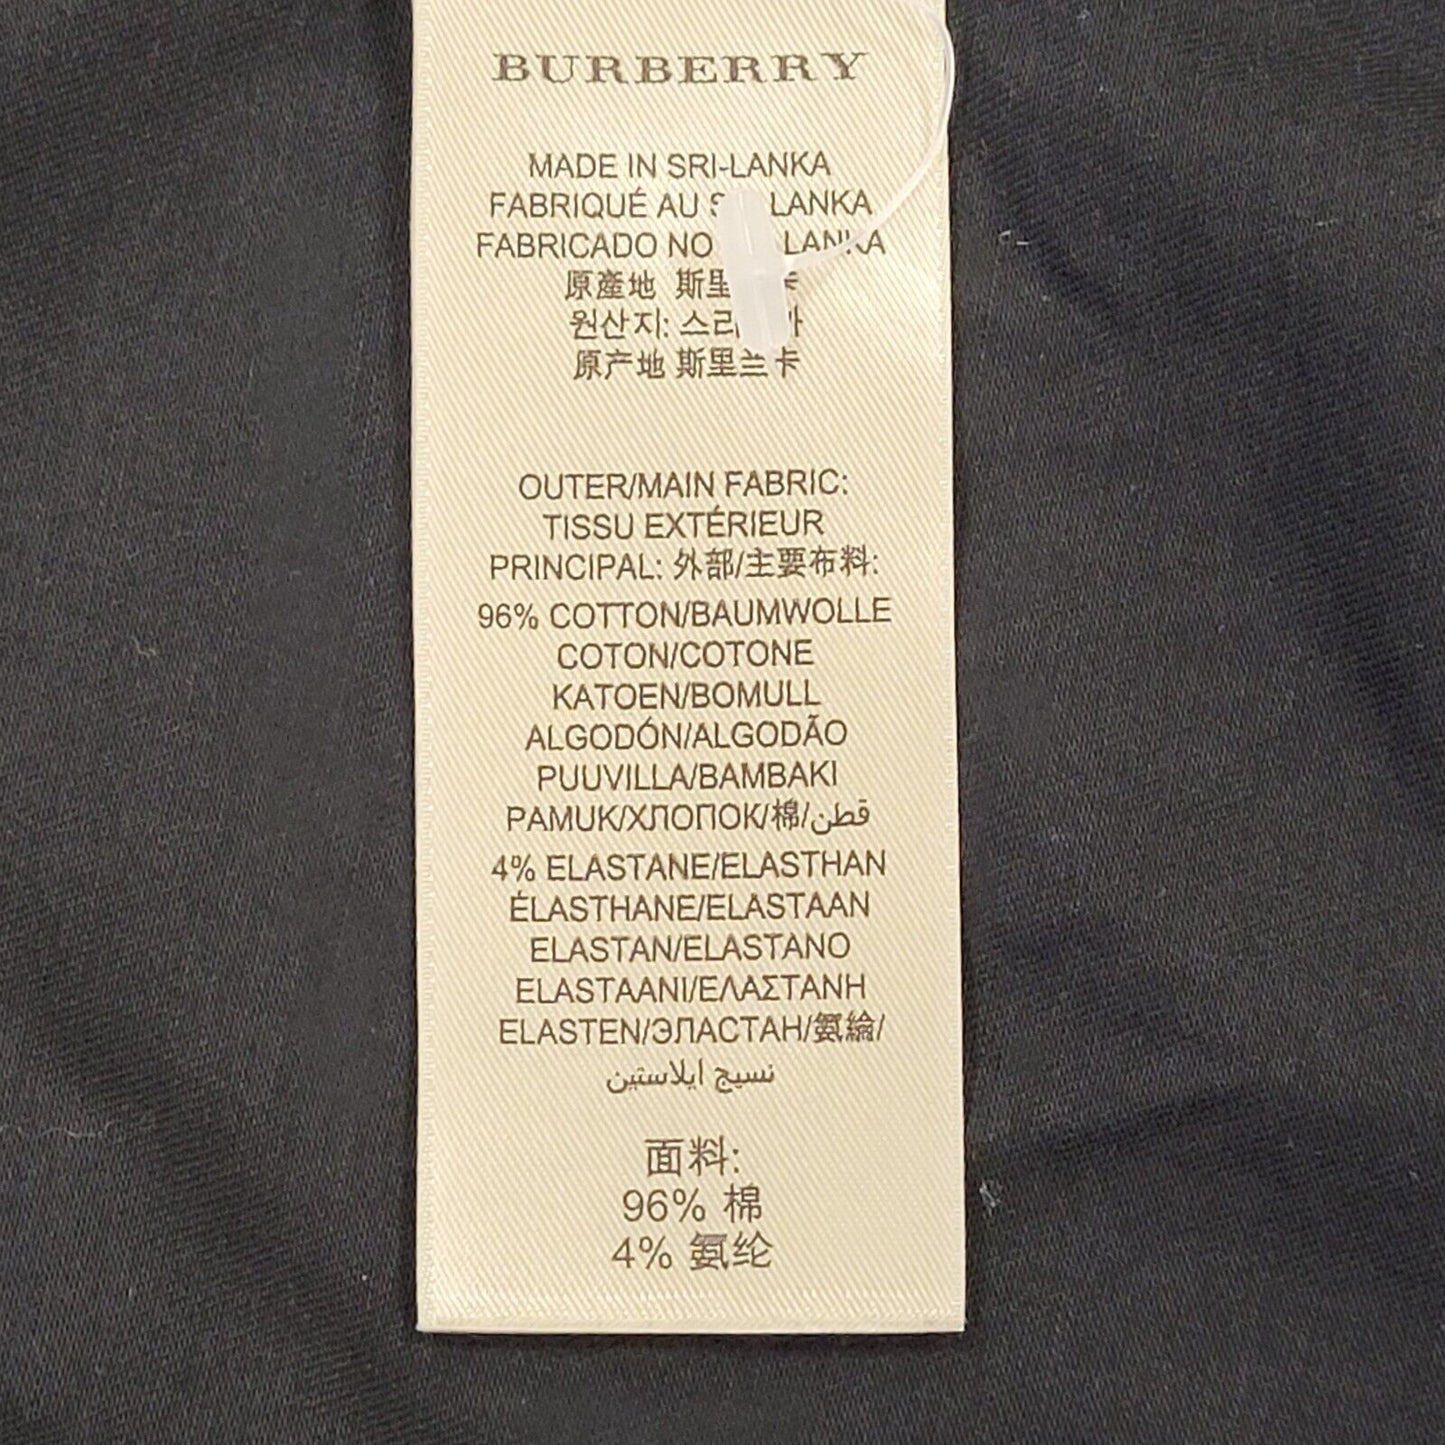 BURBERRY
MADE IN SRI-LANKA
FABRIQUÉ AU LANKA
FABRICADO NO LANKA
原產地 斯里
원산지: 스리
原产地 斯里兰卡
OUTER/MAIN FABRIC:
TISSU EXTÉRIEUR
PRINCIPAL: 外部/主要布料:
96% COTTON/BAUMWOLLE
COTON/COTONE
KATOEN/BOMULL
ALGODÓN/ALGODÃO
PUUVILLA/BAMBAKI
PAMUK/ХЛОПОК/棉/قطن
4% ELASTANE/ELASTHAN
ÉLASTHANE/ELASTAAN
ELASTAN/ELASTANO
ELASTAANI/ΕΛΑΣΤΑΝΗ
ELASTEN/ЭЛАСТАН/氨綸/
نسيج ايلاستين
面料:
96% 棉
4% 氨纶